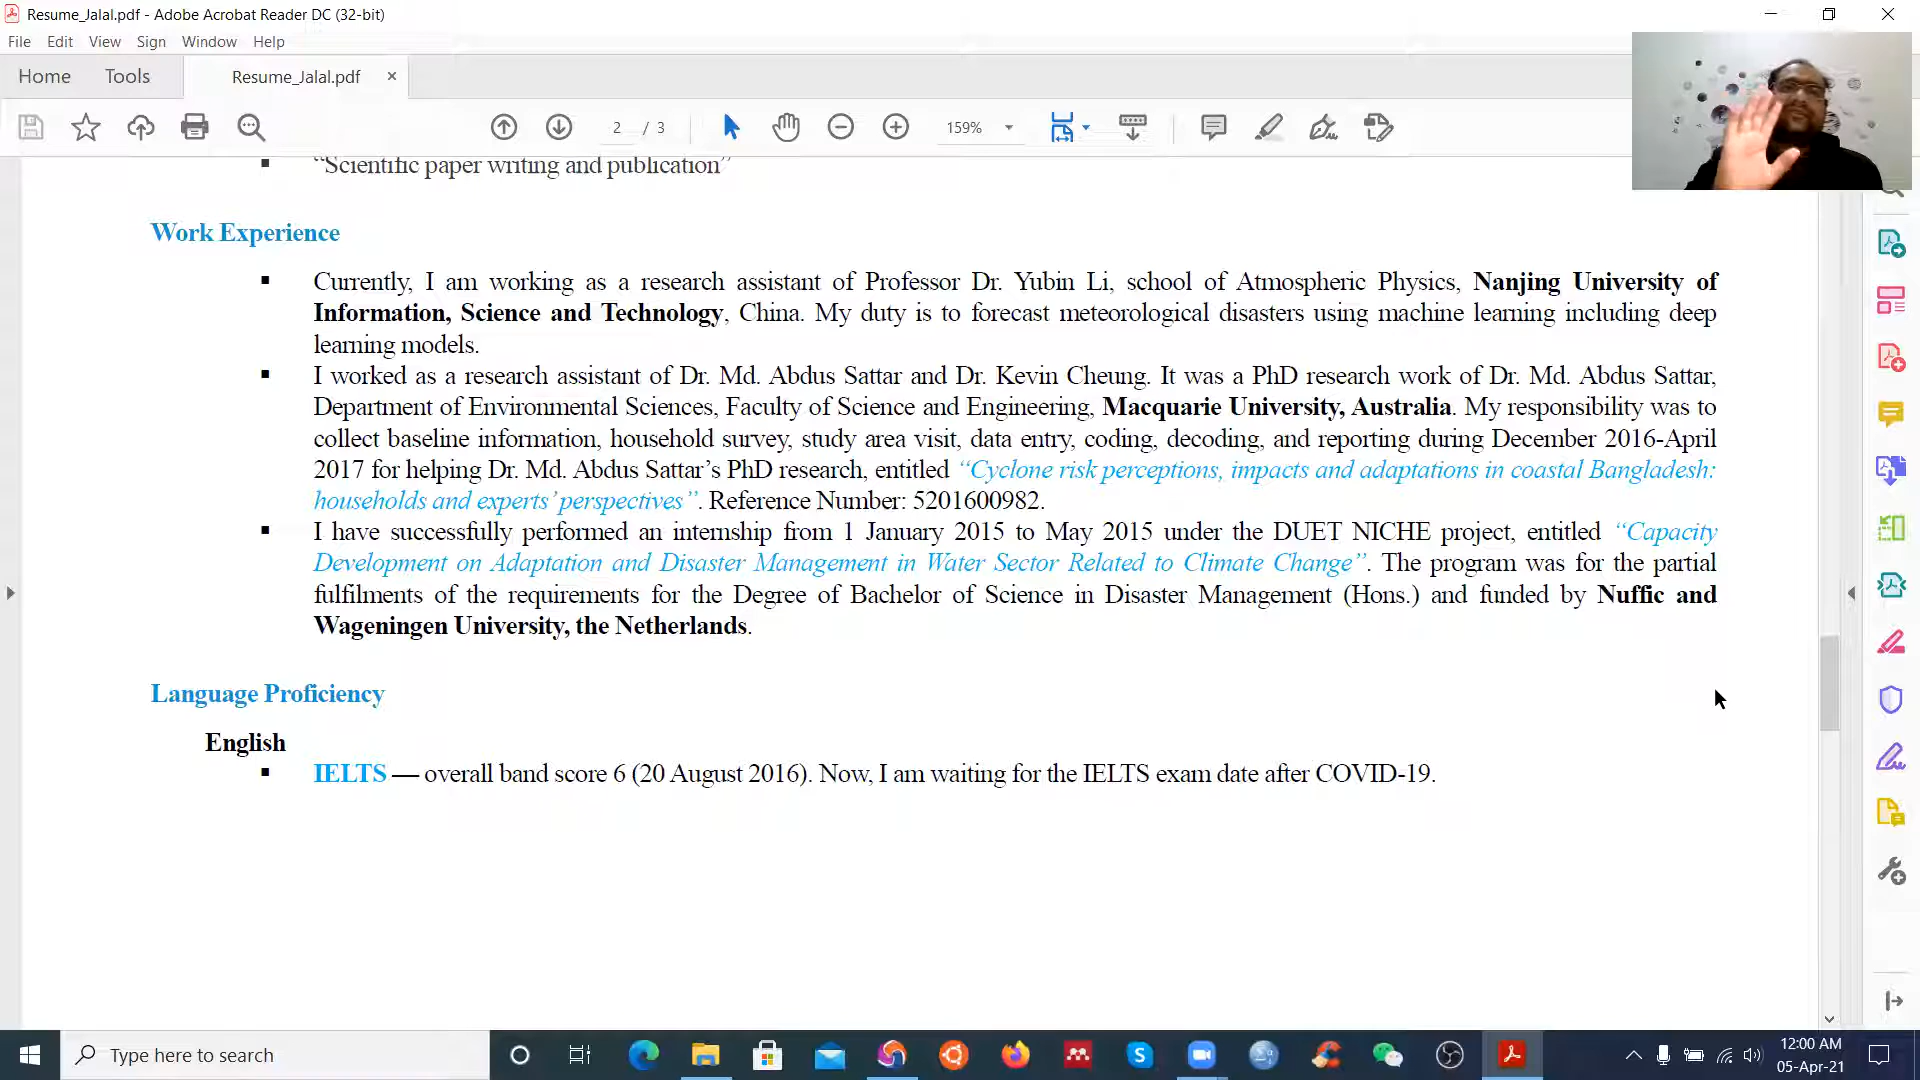 Resume_Jalal.pdf - Adobe Acrobat Reader DC (32-bit)
File Edit View Sign Window Help
Home Tools Resume_Jalal.pdf ×
2 / 3 159%
“Scientific paper writing and publication”
Work Experience
▪ Currently, I am working as a research assistant of Professor Dr. Yubin Li, school of Atmospheric Physics, Nanjing University of
Information, Science and Technology, China. My duty is to forecast meteorological disasters using machine learning including deep
learning models.
▪ I worked as a research assistant of Dr. Md. Abdus Sattar and Dr. Kevin Cheung. It was a PhD research work of Dr. Md. Abdus Sattar,
Department of Environmental Sciences, Faculty of Science and Engineering, Macquarie University, Australia. My responsibility was to
collect baseline information, household survey, study area visit, data entry, coding, decoding, and reporting during December 2016-April
2017 for helping Dr. Md. Abdus Sattar’s PhD research, entitled “Cyclone risk perceptions, impacts and adaptations in coastal Bangladesh:
households and experts’ perspectives”. Reference Number: 5201600982.
▪ I have successfully performed an internship from 1 January 2015 to May 2015 under the DUET NICHE project, entitled “Capacity
Development on Adaptation and Disaster Management in Water Sector Related to Climate Change”. The program was for the partial
fulfilments of the requirements for the Degree of Bachelor of Science in Disaster Management (Hons.) and funded by Nuffic and
Wageningen University, the Netherlands.
Language Proficiency
English
▪ IELTS — overall band score 6 (20 August 2016). Now, I am waiting for the IELTS exam date after COVID-19.
Type here to search
12:00 AM
05-Apr-21